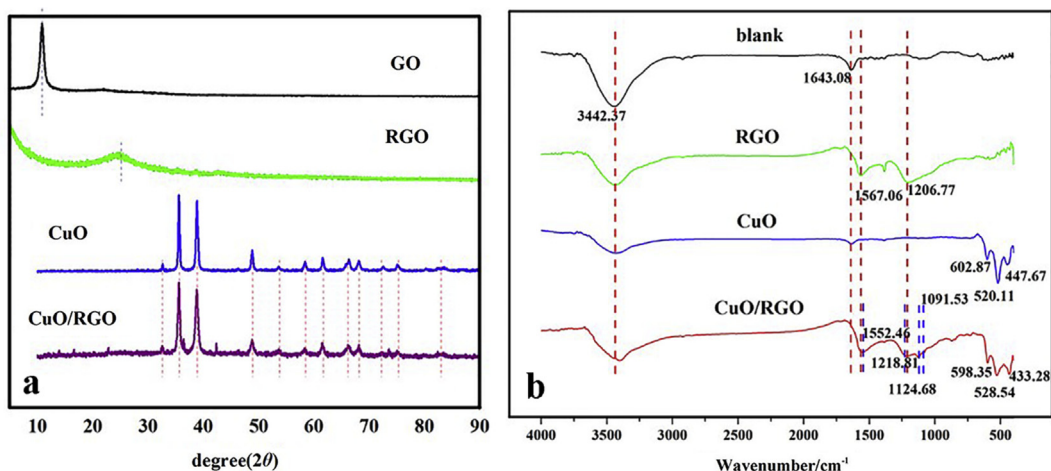 GO
RGO
CuO
CuO/RGO
a
10 20 30 40 50 60 70 80 90
degree(2θ)
blank
1643.08
3442.37
RGO
1567.06 1206.77
CuO
602.87 447.67
520.11
1091.53
CuO/RGO
1552.46
1218.81
598.35 433.28
1124.68 528.54
b
4000 3500 3000 2500 2000 1500 1000 500
Wavenumber/cm⁻¹